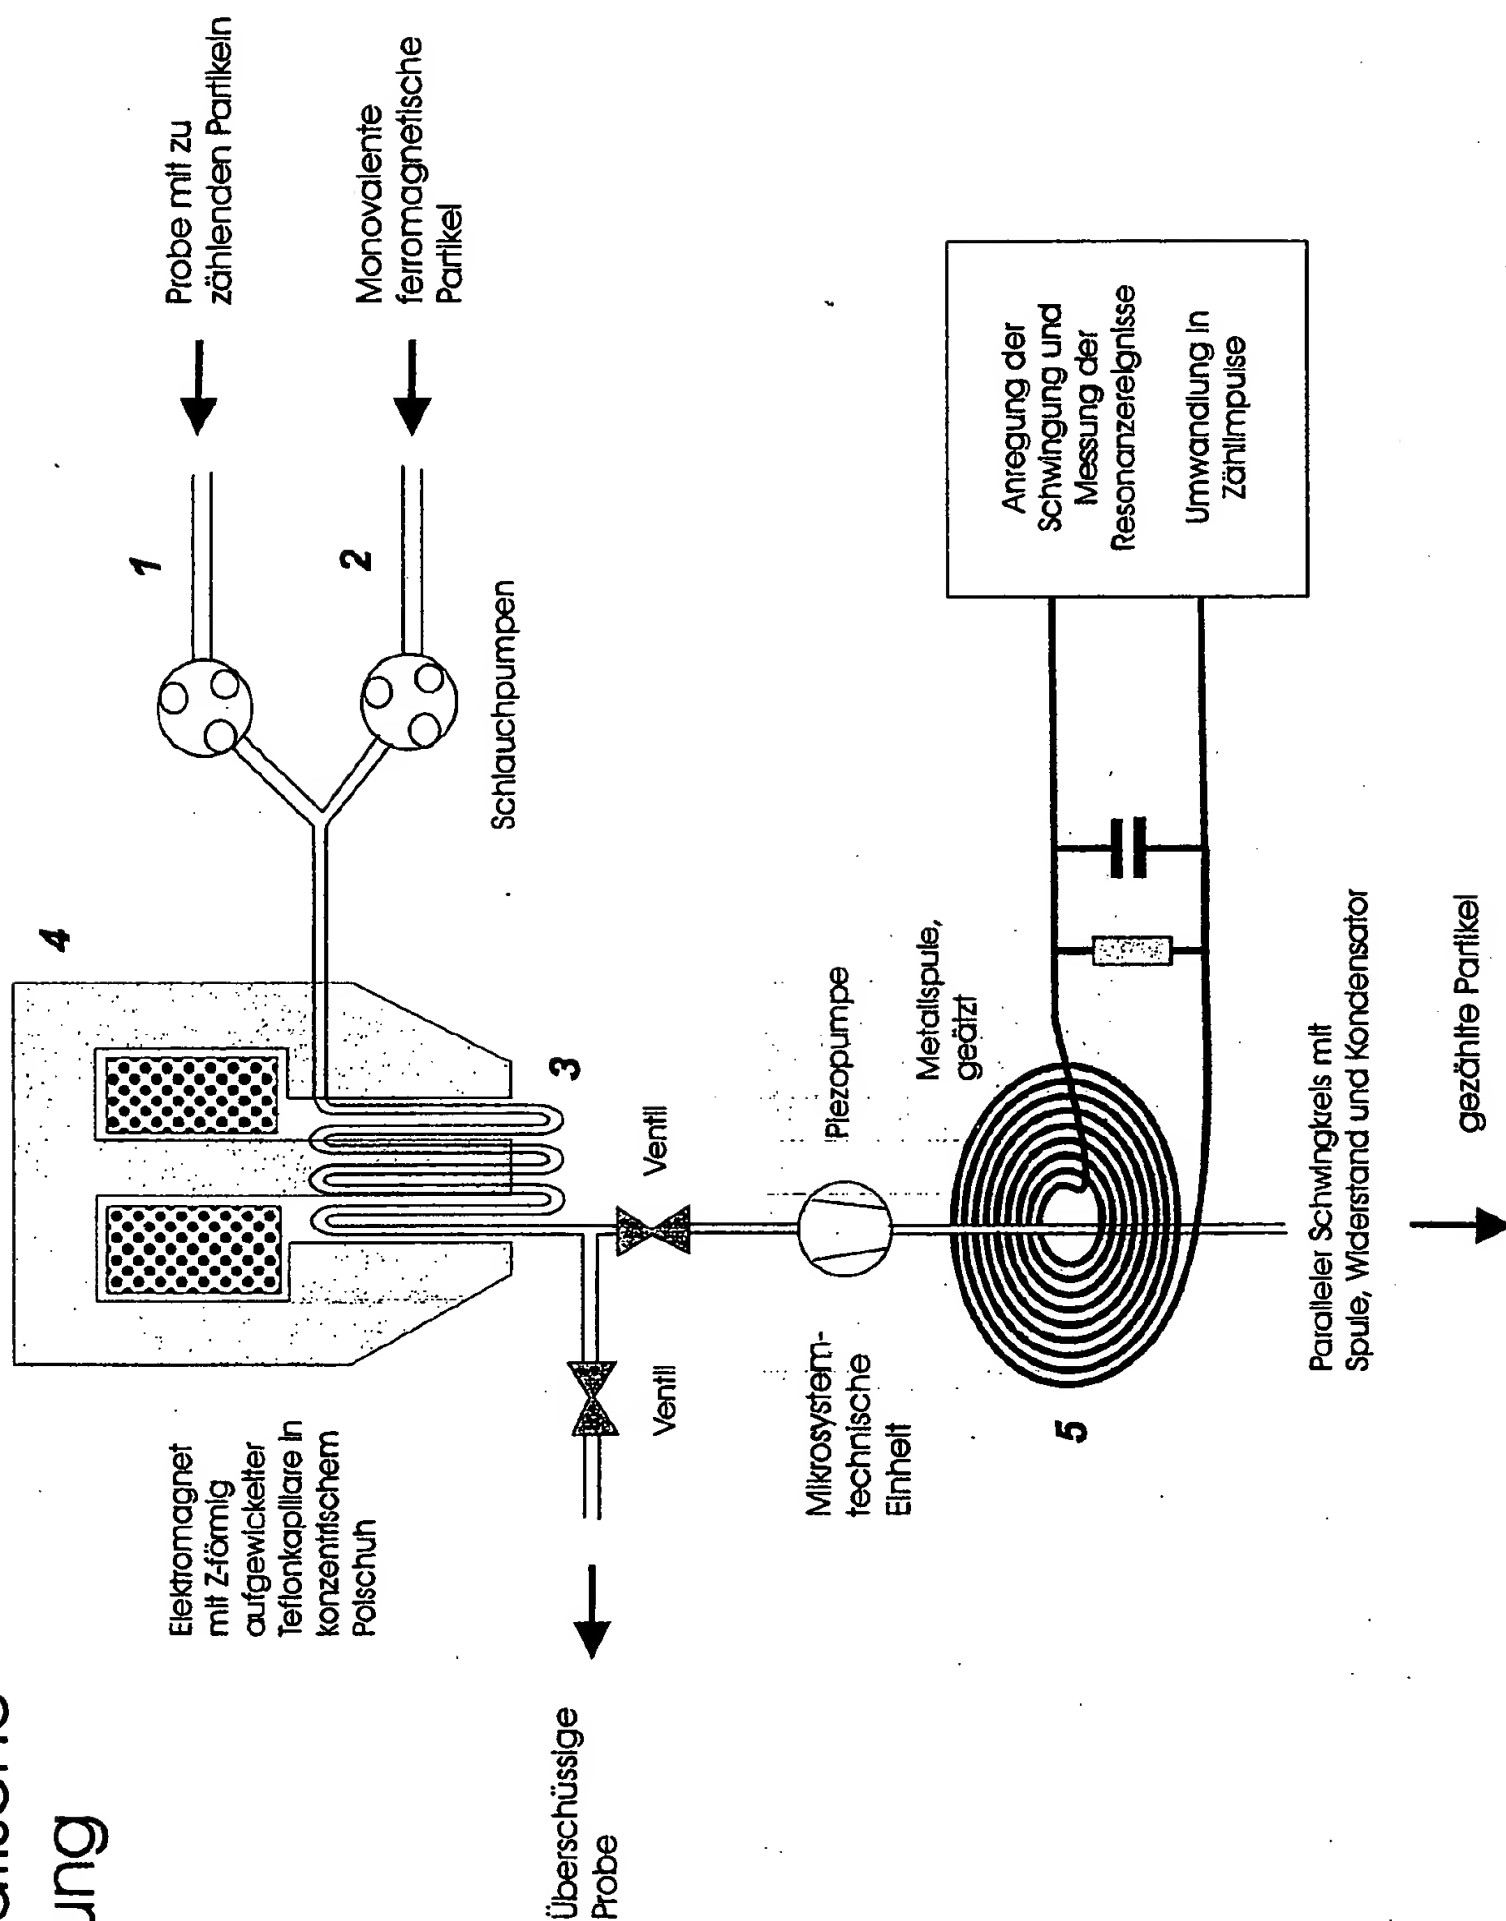 ung
Probe mit zu
zählenden Partikeln
1
Monovalente
ferromagnetische
Partikel
2
Schlauchpumpen
4
Elektromagnet
mit Z-förmig
aufgewickelter
Teflonkapillare in
konzentrischem
Polschuh
3
Ventil
Ventil
Überschüssige
Probe
Piezopumpe
Mikrosystem-
technische
Einheit
Metallspule,
geätzt
5
Anregung der
Schwingung und
Messung der
Resonanzereignisse
Umwandlung in
Zählimpulse
Paralleler Schwingkreis mit
Spule, Widerstand und Kondensator
gezählte Partikel